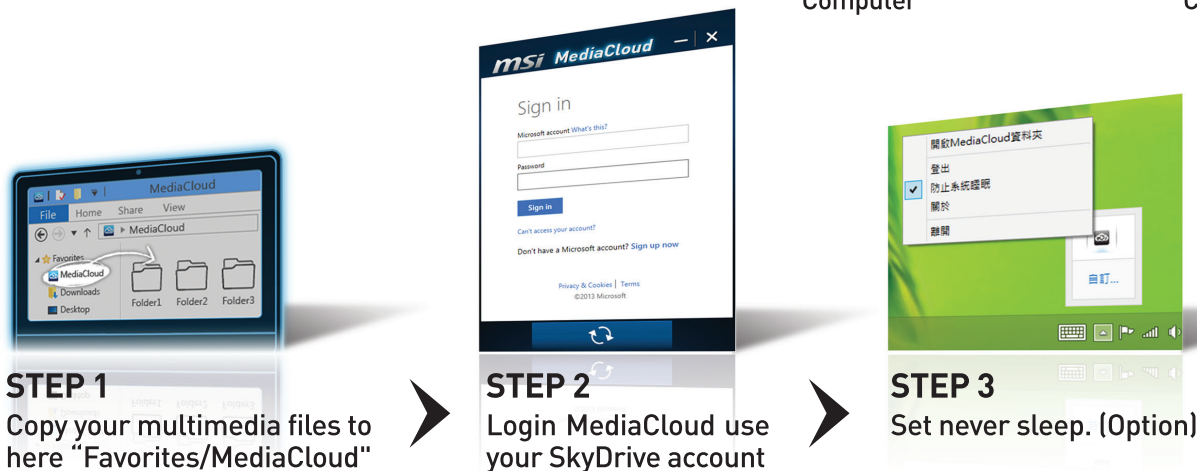 Computer
C
msi MediaCloud
Sign in
Microsoft account What's this?
Password
Sign in
Can't access your account?
Don't have a Microsoft account? Sign up now
Privacy & Cookies | Terms
©2013 Microsoft
MediaCloud
File Home Share View
MediaCloud
Favorites
MediaCloud
Downloads
Desktop
Folder1 Folder2 Folder3
開啟MediaCloud資料夾
登出
防止系統睡眠
關於
離開
自訂...
STEP 1
Copy your multimedia files to
here “Favorites/MediaCloud"
STEP 2
Login MediaCloud use
your SkyDrive account
STEP 3
Set never sleep. (Option)